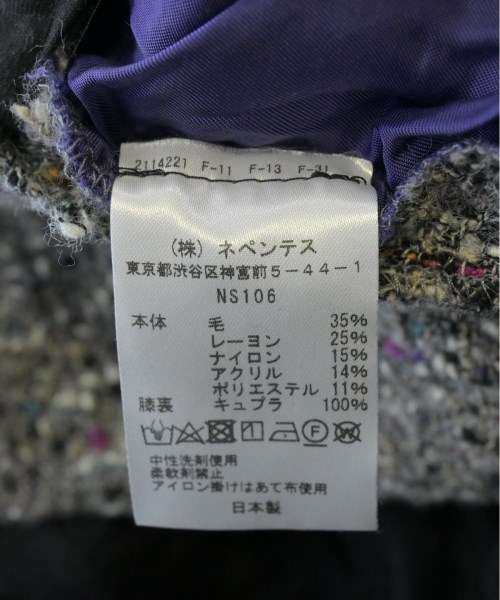 2114221 F-11 F-13 F-31
(株) ネペンテス
東京都渋谷区神宮前5-44-1
NS106
本体 毛 35%
レーヨン 25%
ナイロン 15%
アクリル 14%
ポリエステル 11%
膝裏 キュプラ 100%
中性洗剤使用
柔軟剤禁止
アイロン掛けはあて布使用
日本製